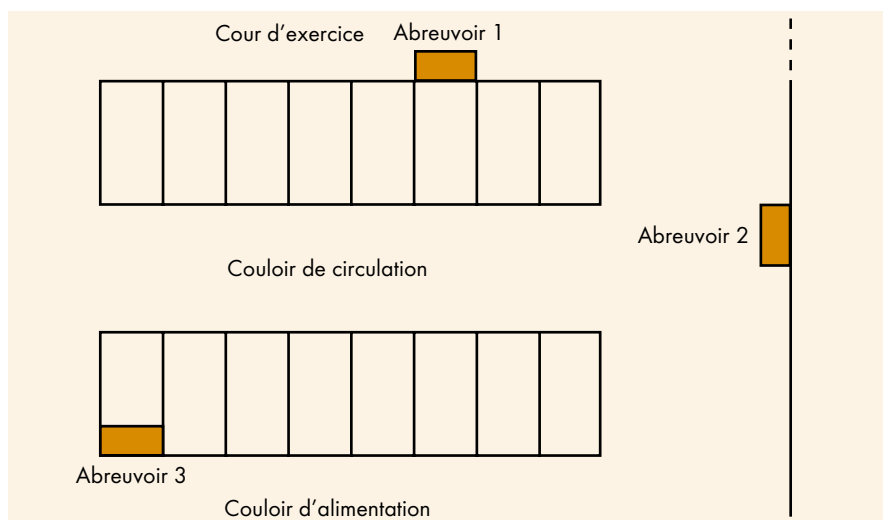 Cour d’exercice
Abreuvoir 1
Abreuvoir 2
Couloir de circulation
Abreuvoir 3
Couloir d’alimentation